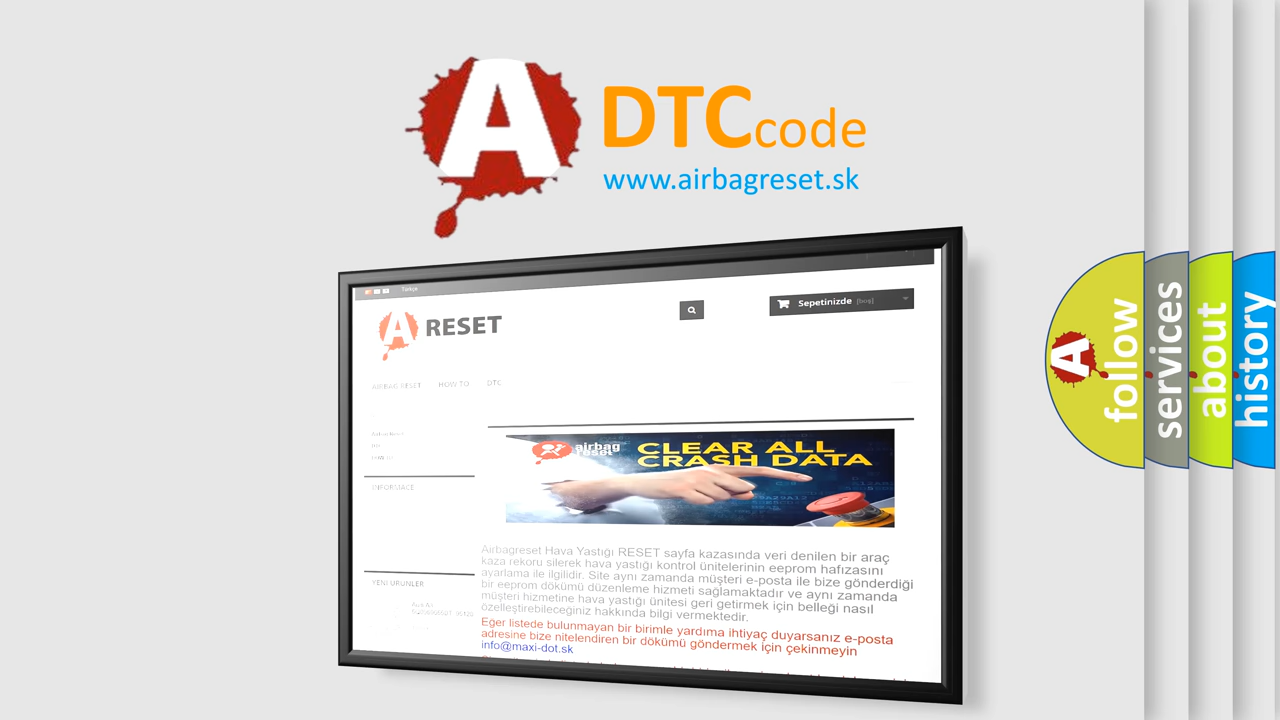 A
DTCcode
www.airbagreset.sk
Türkçe
A RESET
Sepetinizde [boş]
AIRBAG RESET HOW TO DTC
INFORMACE
airbag
reset
CLEAR ALL
CRASH DATA
Airbagreset Hava Yastığı RESET sayfa kazasında veri denilen bir araç
kaza rekoru silerek hava yastığı kontrol ünitelerinin eeprom hafızasını
ayarlama ile ilgilidir. Site aynı zamanda müşteri e-posta ile bize gönderdiği
bir eeprom dökümü düzenleme hizmeti sağlamaktadır ve aynı zamanda
müşteri hizmetine hava yastığı ünitesi geri getirmek için belleği nasıl
özelleştirebileceğiniz hakkında bilgi vermektedir.
Eger listede bulunmayan bir birimle yardıma ihtiyaç duyarsanız e-posta
adresine bize nitelendiren bir dökümü göndermek için çekinmeyin
info@maxi-dot.sk
YENI ÜRÜNLER
A
follow
services
about
history